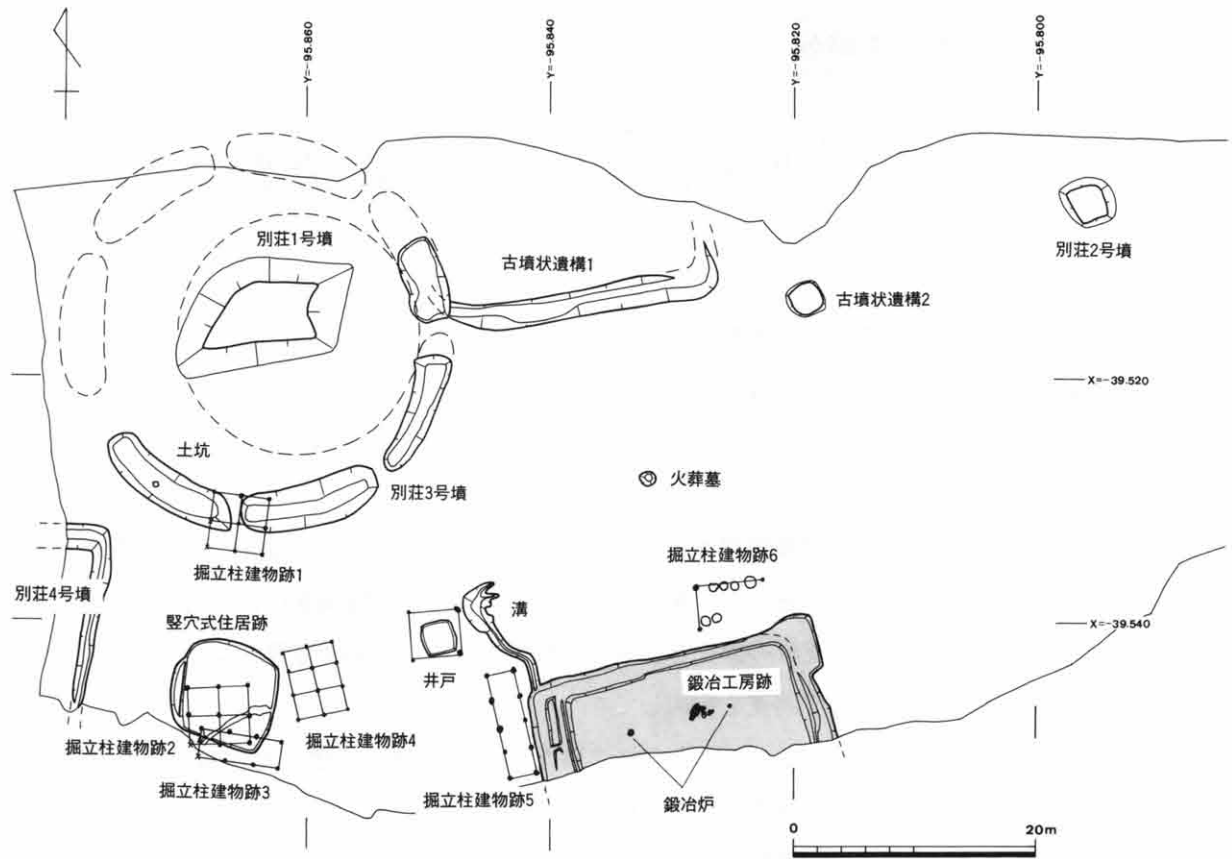 Y=-95.860
Y=-95.840
Y=-95.820
Y=-95.800
別荘1号墳
古墳状遺構1
別荘2号墳
古墳状遺構2
X=-39.520
土坑
別荘3号墳
火葬墓
掘立柱建物跡1
掘立柱建物跡6
別荘4号墳
竪穴式住居跡
溝
X=-39.540
井戸
鍛冶工房跡
掘立柱建物跡2
掘立柱建物跡4
掘立柱建物跡3
掘立柱建物跡5
鍛冶炉
0
20m